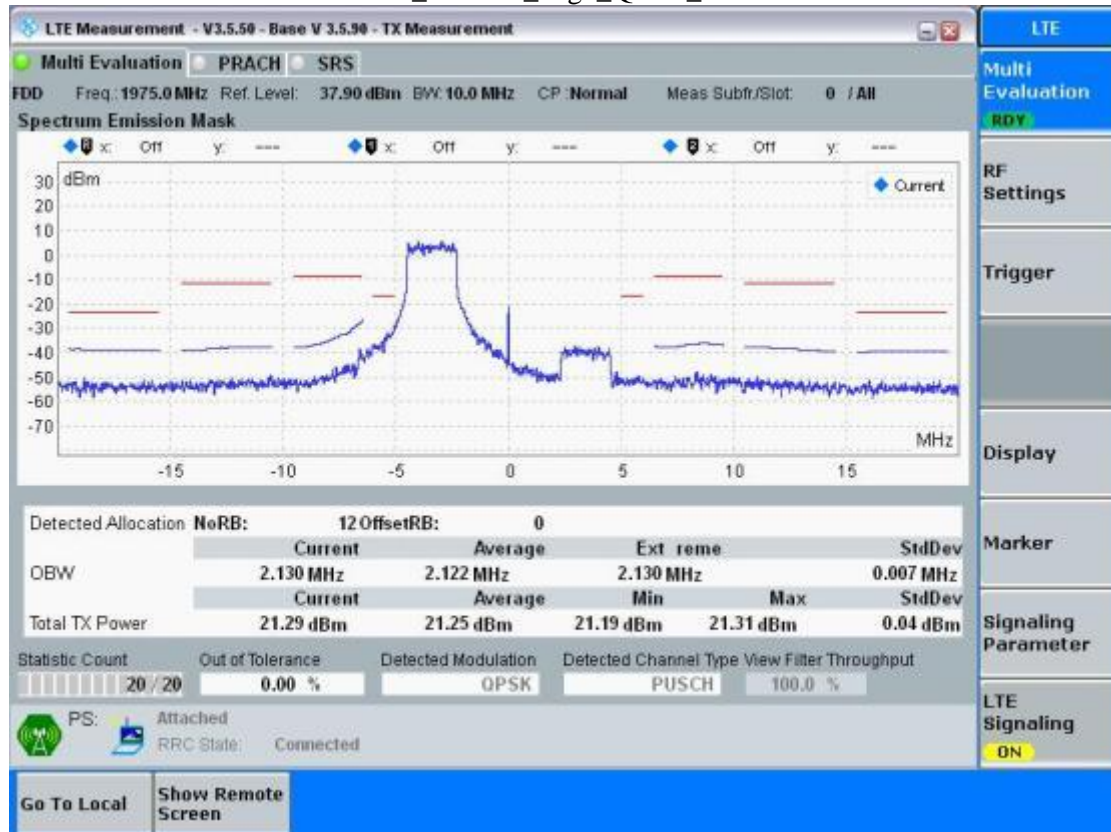 LTE Measurement - V3.5.50 - Base V 3.5.90 - TX Measurement
LTE
Multi Evaluation PRACH SRS
Multi Evaluation
RDY
FDD Freq.: 1975.0 MHz Ref. Level: 37.90 dBm BW: 10.0 MHz CP :Normal Meas Subfr./Slot: 0 / All
Spectrum Emission Mask
x: Off y: --- x: Off y: --- x: Off y: ---
dBm
Current
30
20
10
0
-10
-20
-30
-40
-50
-60
-70
MHz
-15 -10 -5 0 5 10 15
RF Settings
Trigger
Display
Marker
Signaling Parameter
LTE Signaling
ON
Detected Allocation NoRB: 12 OffsetRB: 0
Current Average Ext reme StdDev
OBW 2.130 MHz 2.122 MHz 2.130 MHz 0.007 MHz
Current Average Min Max StdDev
Total TX Power 21.29 dBm 21.25 dBm 21.19 dBm 21.31 dBm 0.04 dBm
Statistic Count Out of Tolerance Detected Modulation Detected Channel Type View Filter Throughput
20 / 20 0.00 % QPSK PUSCH 100.0 %
PS: Attached
RRC State: Connected
Go To Local
Show Remote Screen